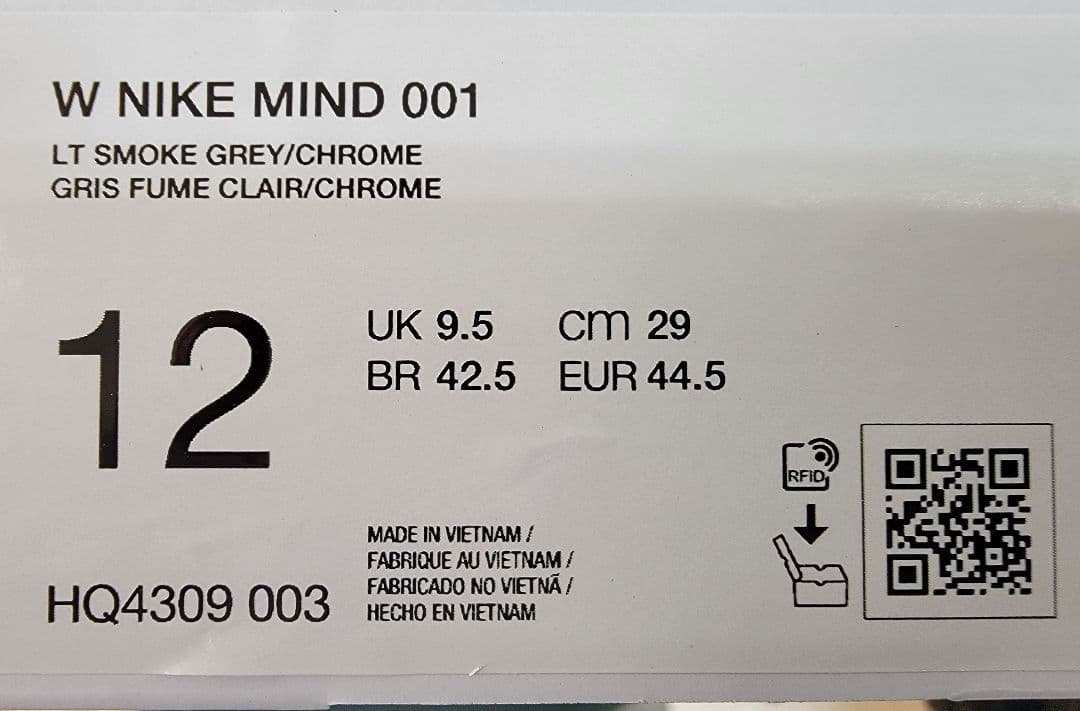 W NIKE MIND 001
LT SMOKE GREY/CHROME
GRIS FUME CLAIR/CHROME
12
UK 9.5 CM 29
BR 42.5 EUR 44.5
RFID
MADE IN VIETNAM /
FABRIQUE AU VIETNAM /
FABRICADO NO VIETNÃ /
HECHO EN VIETNAM
HQ4309 003